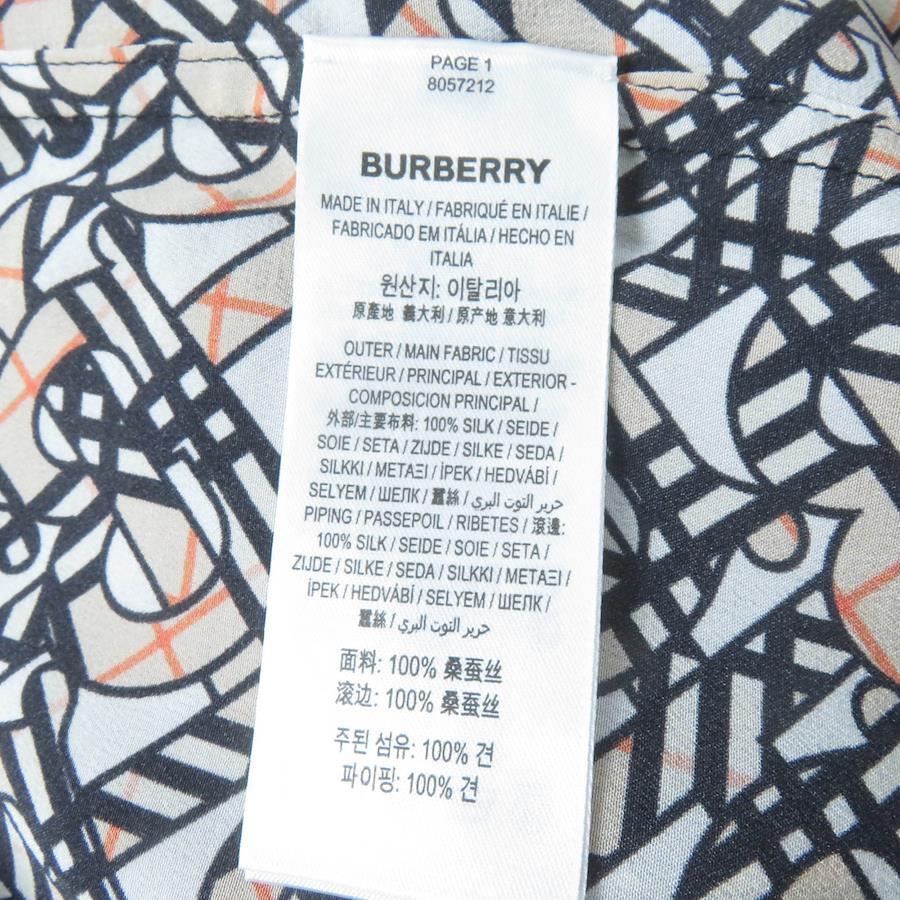 PAGE 1
8057212
BURBERRY
MADE IN ITALY / FABRIQUÉ EN ITALIE /
FABRICADO EM ITÁLIA / HECHO EN
ITALIA
원산지: 이탈리아
原產地 義大利 / 原产地 意大利
OUTER / MAIN FABRIC / TISSU
EXTÉRIEUR / PRINCIPAL / EXTERIOR -
COMPOSICION PRINCIPAL /
外部/主要布料: 100% SILK / SEIDE /
SOIE / SETA / ZIJDE / SILKE / SEDA /
SILKKI / ΜΕΤΑΞΙ / İPEK / HEDVÁBÍ /
SELYEM / ШЕЛК / 蠶絲 / حرير التوت البري
PIPING / PASSEPOIL / RIBETES / 滾邊:
100% SILK / SEIDE / SOIE / SETA /
ZIJDE / SILKE / SEDA / SILKKI / ΜΕΤΑΞΙ /
İPEK / HEDVÁBÍ / SELYEM / ШЕЛК /
蠶絲 / حرير التوت البري
面料: 100% 桑蚕丝
滚边: 100% 桑蚕丝
주된 섬유: 100% 견
파이핑: 100% 견